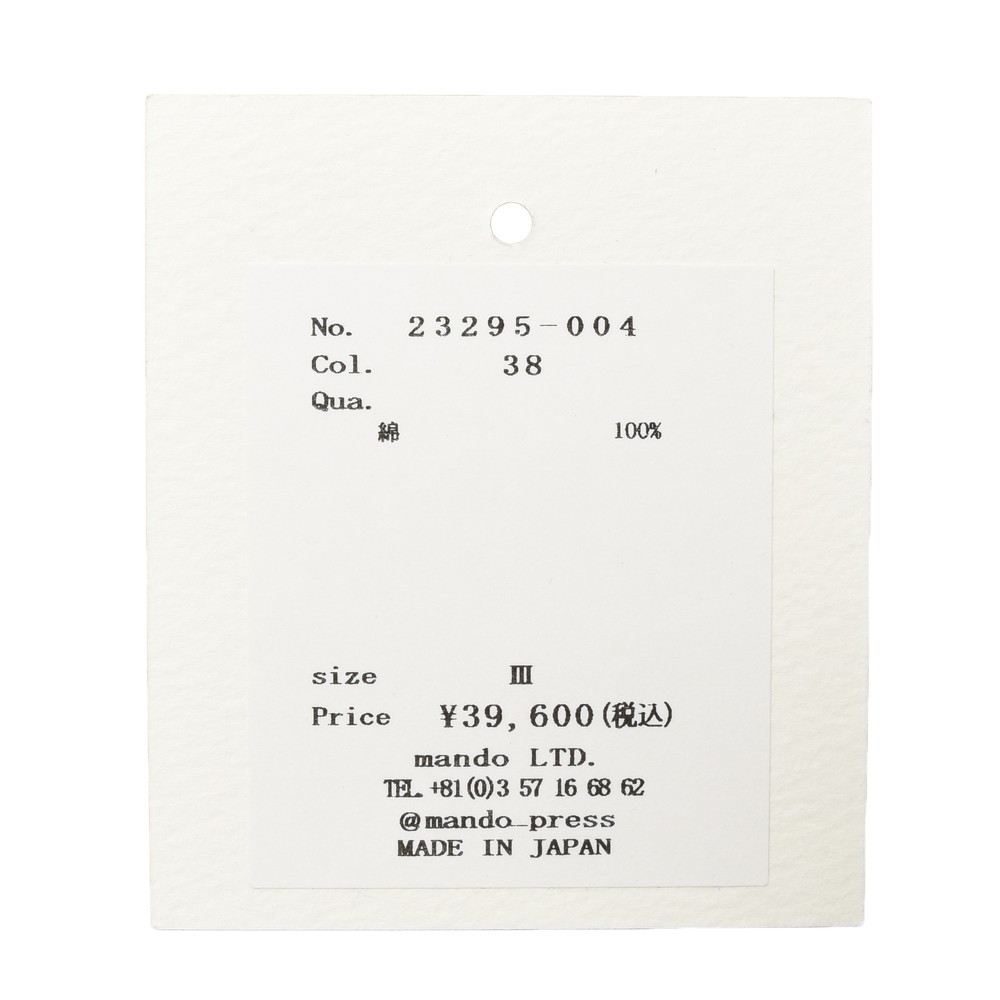 No. 23295-004
Col. 38
Qua.
綿 100%
size Ⅲ
Price ¥39,600(税込)
mando LTD.
TEL. +81(0)3 57 16 68 62
@mando_press
MADE IN JAPAN